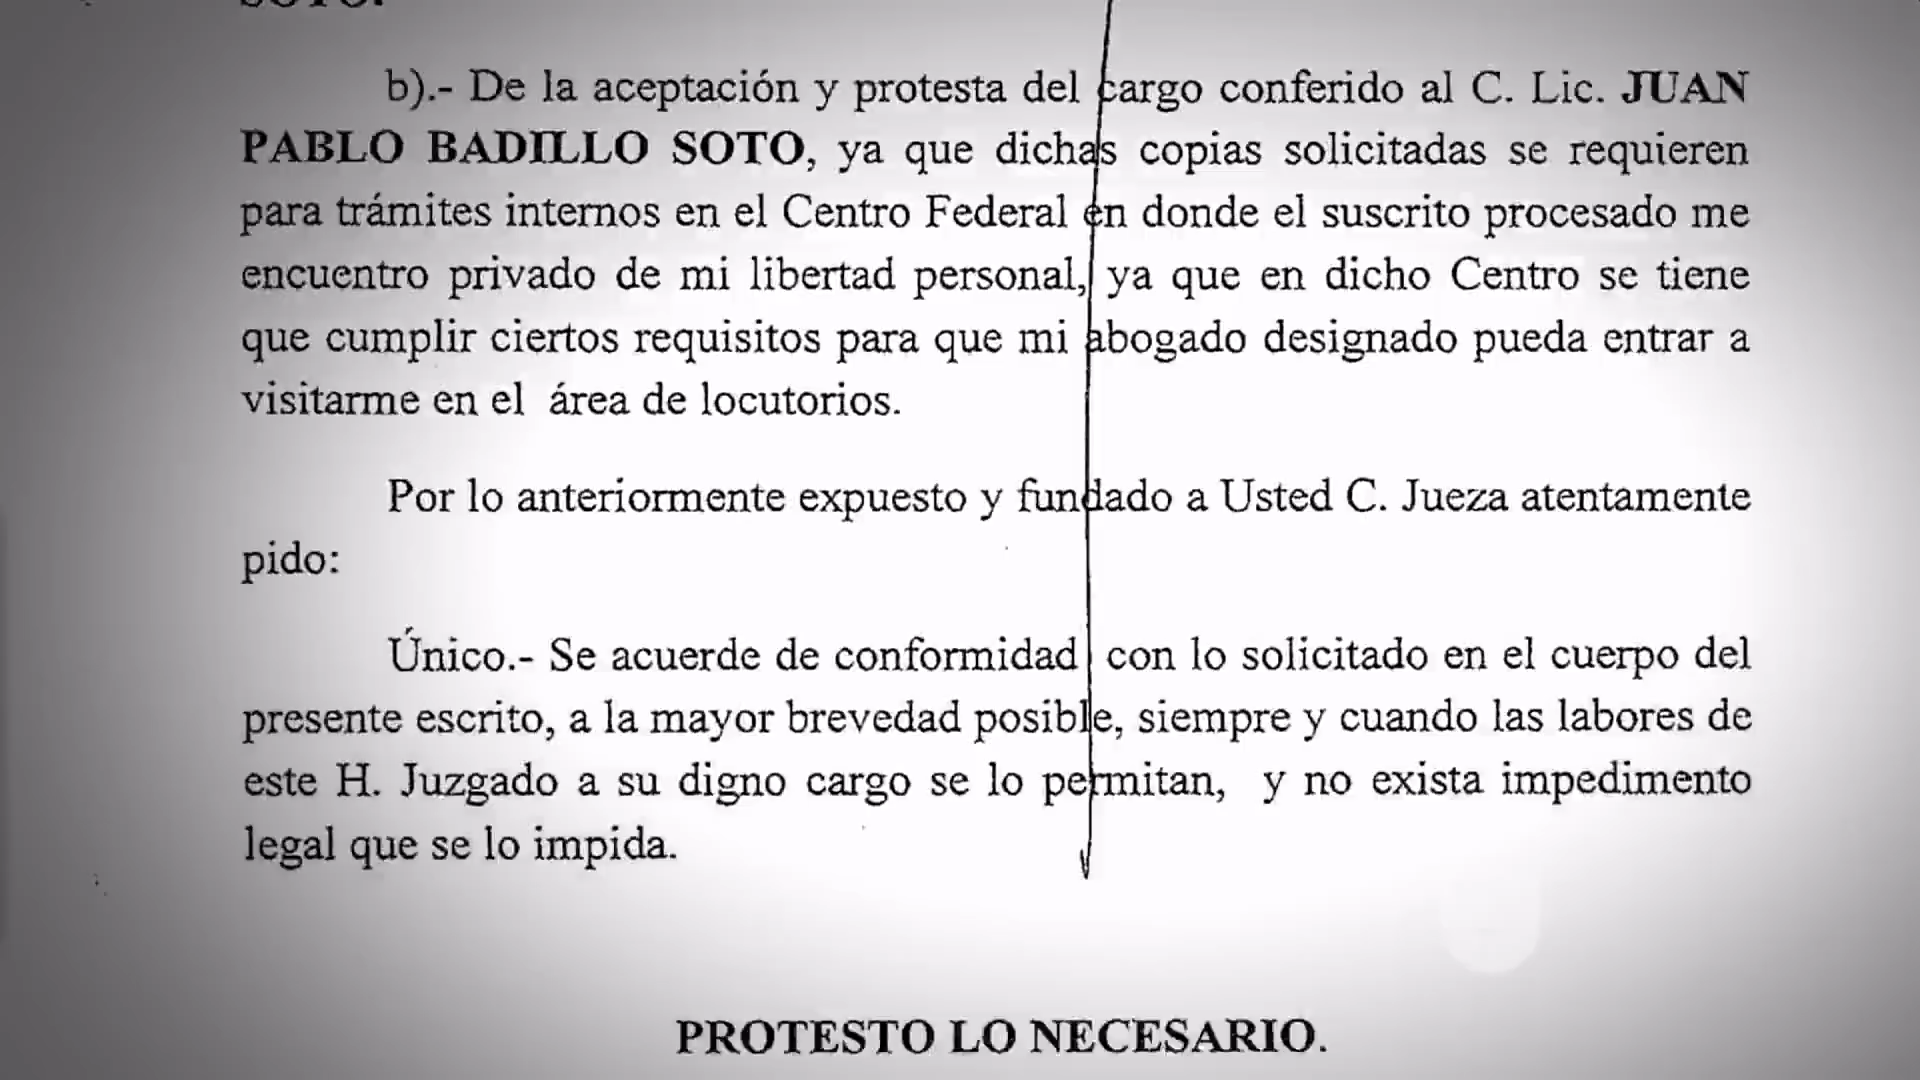 SOTO.
b).- De la aceptación y protesta del cargo conferido al C. Lic. JUAN
PABLO BADILLO SOTO, ya que dichas copias solicitadas se requieren
para trámites internos en el Centro Federal en donde el suscrito procesado me
encuentro privado de mi libertad personal, ya que en dicho Centro se tiene
que cumplir ciertos requisitos para que mi abogado designado pueda entrar a
visitarme en el área de locutorios.
Por lo anteriormente expuesto y fundado a Usted C. Jueza atentamente
pido:
Único.- Se acuerde de conformidad con lo solicitado en el cuerpo del
presente escrito, a la mayor brevedad posible, siempre y cuando las labores de
este H. Juzgado a su digno cargo se lo permitan, y no exista impedimento
legal que se lo impida.
PROTESTO LO NECESARIO.